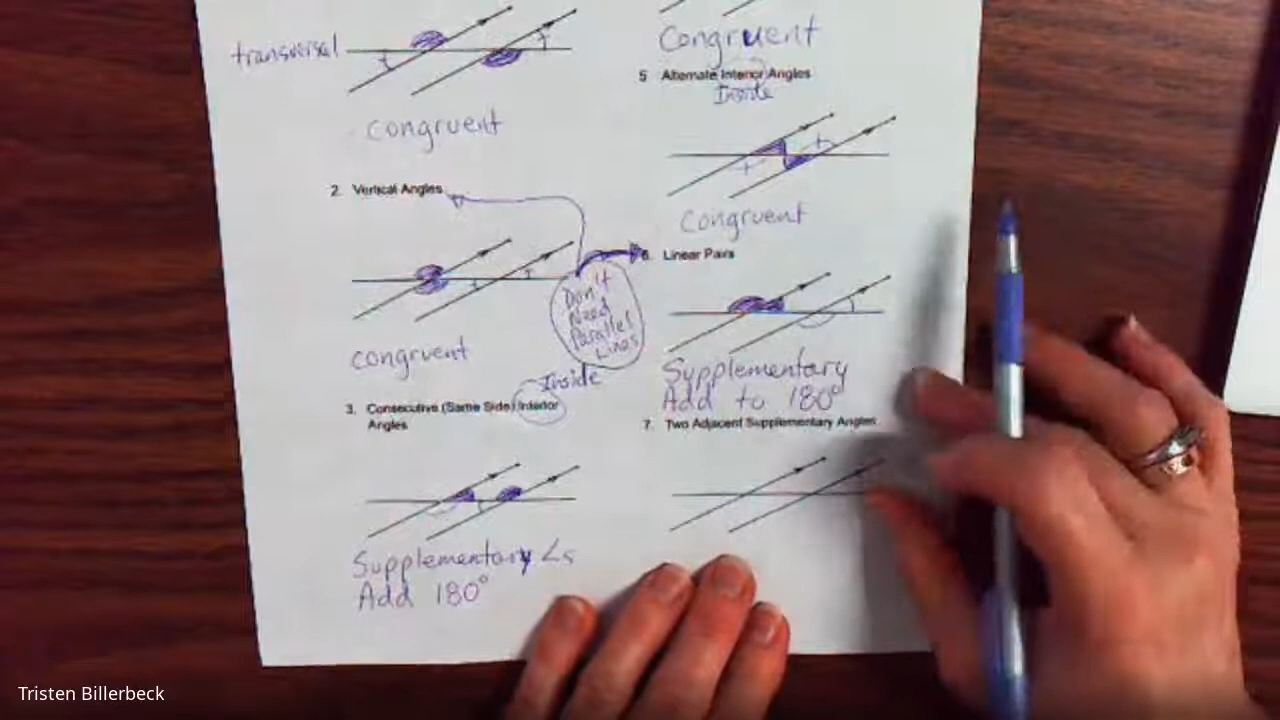 transversal
congruent
2. Vertical Angles
congruent
Don't
Need
Parallel
Lines
Inside
3. Consecutive (Same Side) Interior
Angles
Supplementary ∠s
Add 180°
Congruent
5 Alternate Interior Angles
Inside
Congruent
6. Linear Pairs
Supplementary
Add to 180°
7. Two Adjacent Supplementary Angles
Tristen Billerbeck